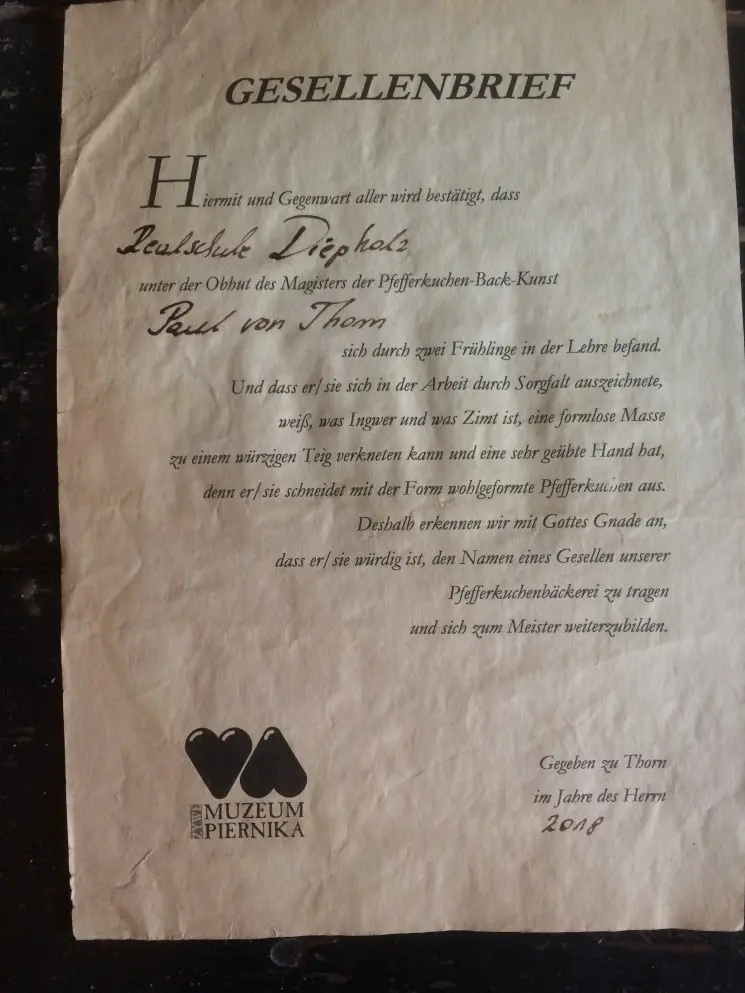 GESELLENBRIEF
Hiermit und Gegenwart aller wird bestätigt, dass
Realschule Diepholz
unter der Obhut des Magisters der Pfefferkuchen-Back-Kunst
Paul von Thorn
sich durch zwei Frühlinge in der Lehre befand.
Und dass er/sie sich in der Arbeit durch Sorgfalt auszeichnete,
weiß, was Ingwer und was Zimt ist, eine formlose Masse
zu einem würzigen Teig verkneten kann und eine sehr geübte Hand hat,
denn er/sie schneidet mit der Form wohlgeformte Pfefferkuchen aus.
Deshalb erkennen wir mit Gottes Gnade an,
dass er/sie würdig ist, den Namen eines Gesellen unserer
Pfefferkuchenbäckerei zu tragen
und sich zum Meister weiterzubilden.
Gegeben zu Thorn
im Jahre des Herrn
2018
ŻYWE
MUZEUM
PIERNIKA